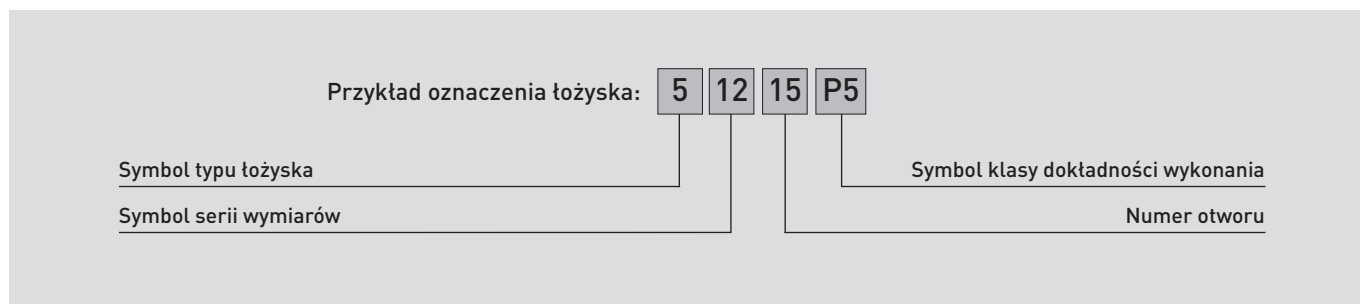 Przykład oznaczenia łożyska: 5 12 15 P5
Symbol typu łożyska
Symbol klasy dokładności wykonania
Symbol serii wymiarów
Numer otworu